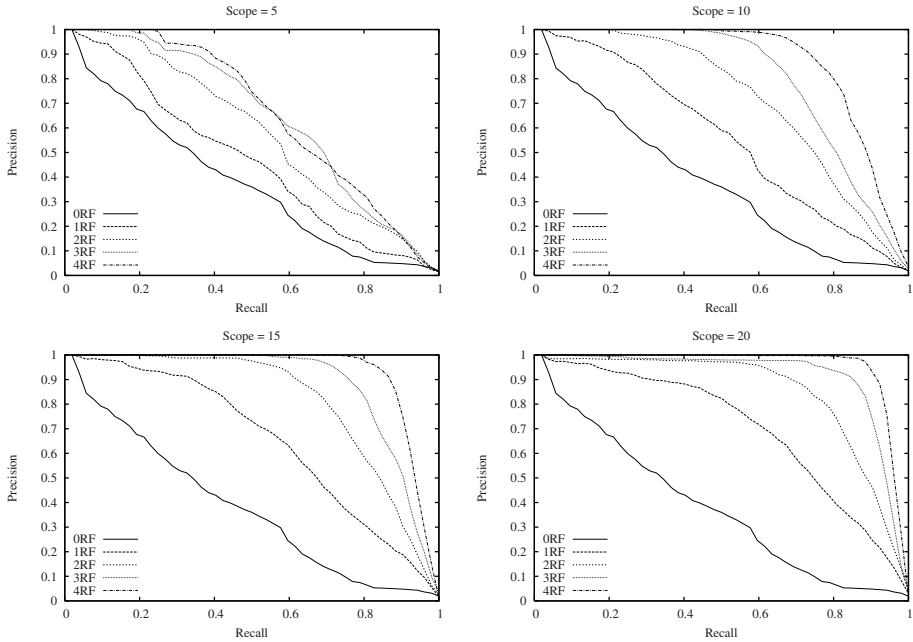 Scope = 5
1
0.9
0.8
0.7
0.6
0.5
0.4
0.3
0.2
0.1
0
Precision
0RF
1RF
2RF
3RF
4RF
0 0.2 0.4 0.6 0.8 1
Recall
Scope = 10
1
0.9
0.8
0.7
0.6
0.5
0.4
0.3
0.2
0.1
0
Precision
0RF
1RF
2RF
3RF
4RF
0 0.2 0.4 0.6 0.8 1
Recall
Scope = 15
1
0.9
0.8
0.7
0.6
0.5
0.4
0.3
0.2
0.1
0
Precision
0RF
1RF
2RF
3RF
4RF
0 0.2 0.4 0.6 0.8 1
Recall
Scope = 20
1
0.9
0.8
0.7
0.6
0.5
0.4
0.3
0.2
0.1
0
Precision
0RF
1RF
2RF
3RF
4RF
0 0.2 0.4 0.6 0.8 1
Recall